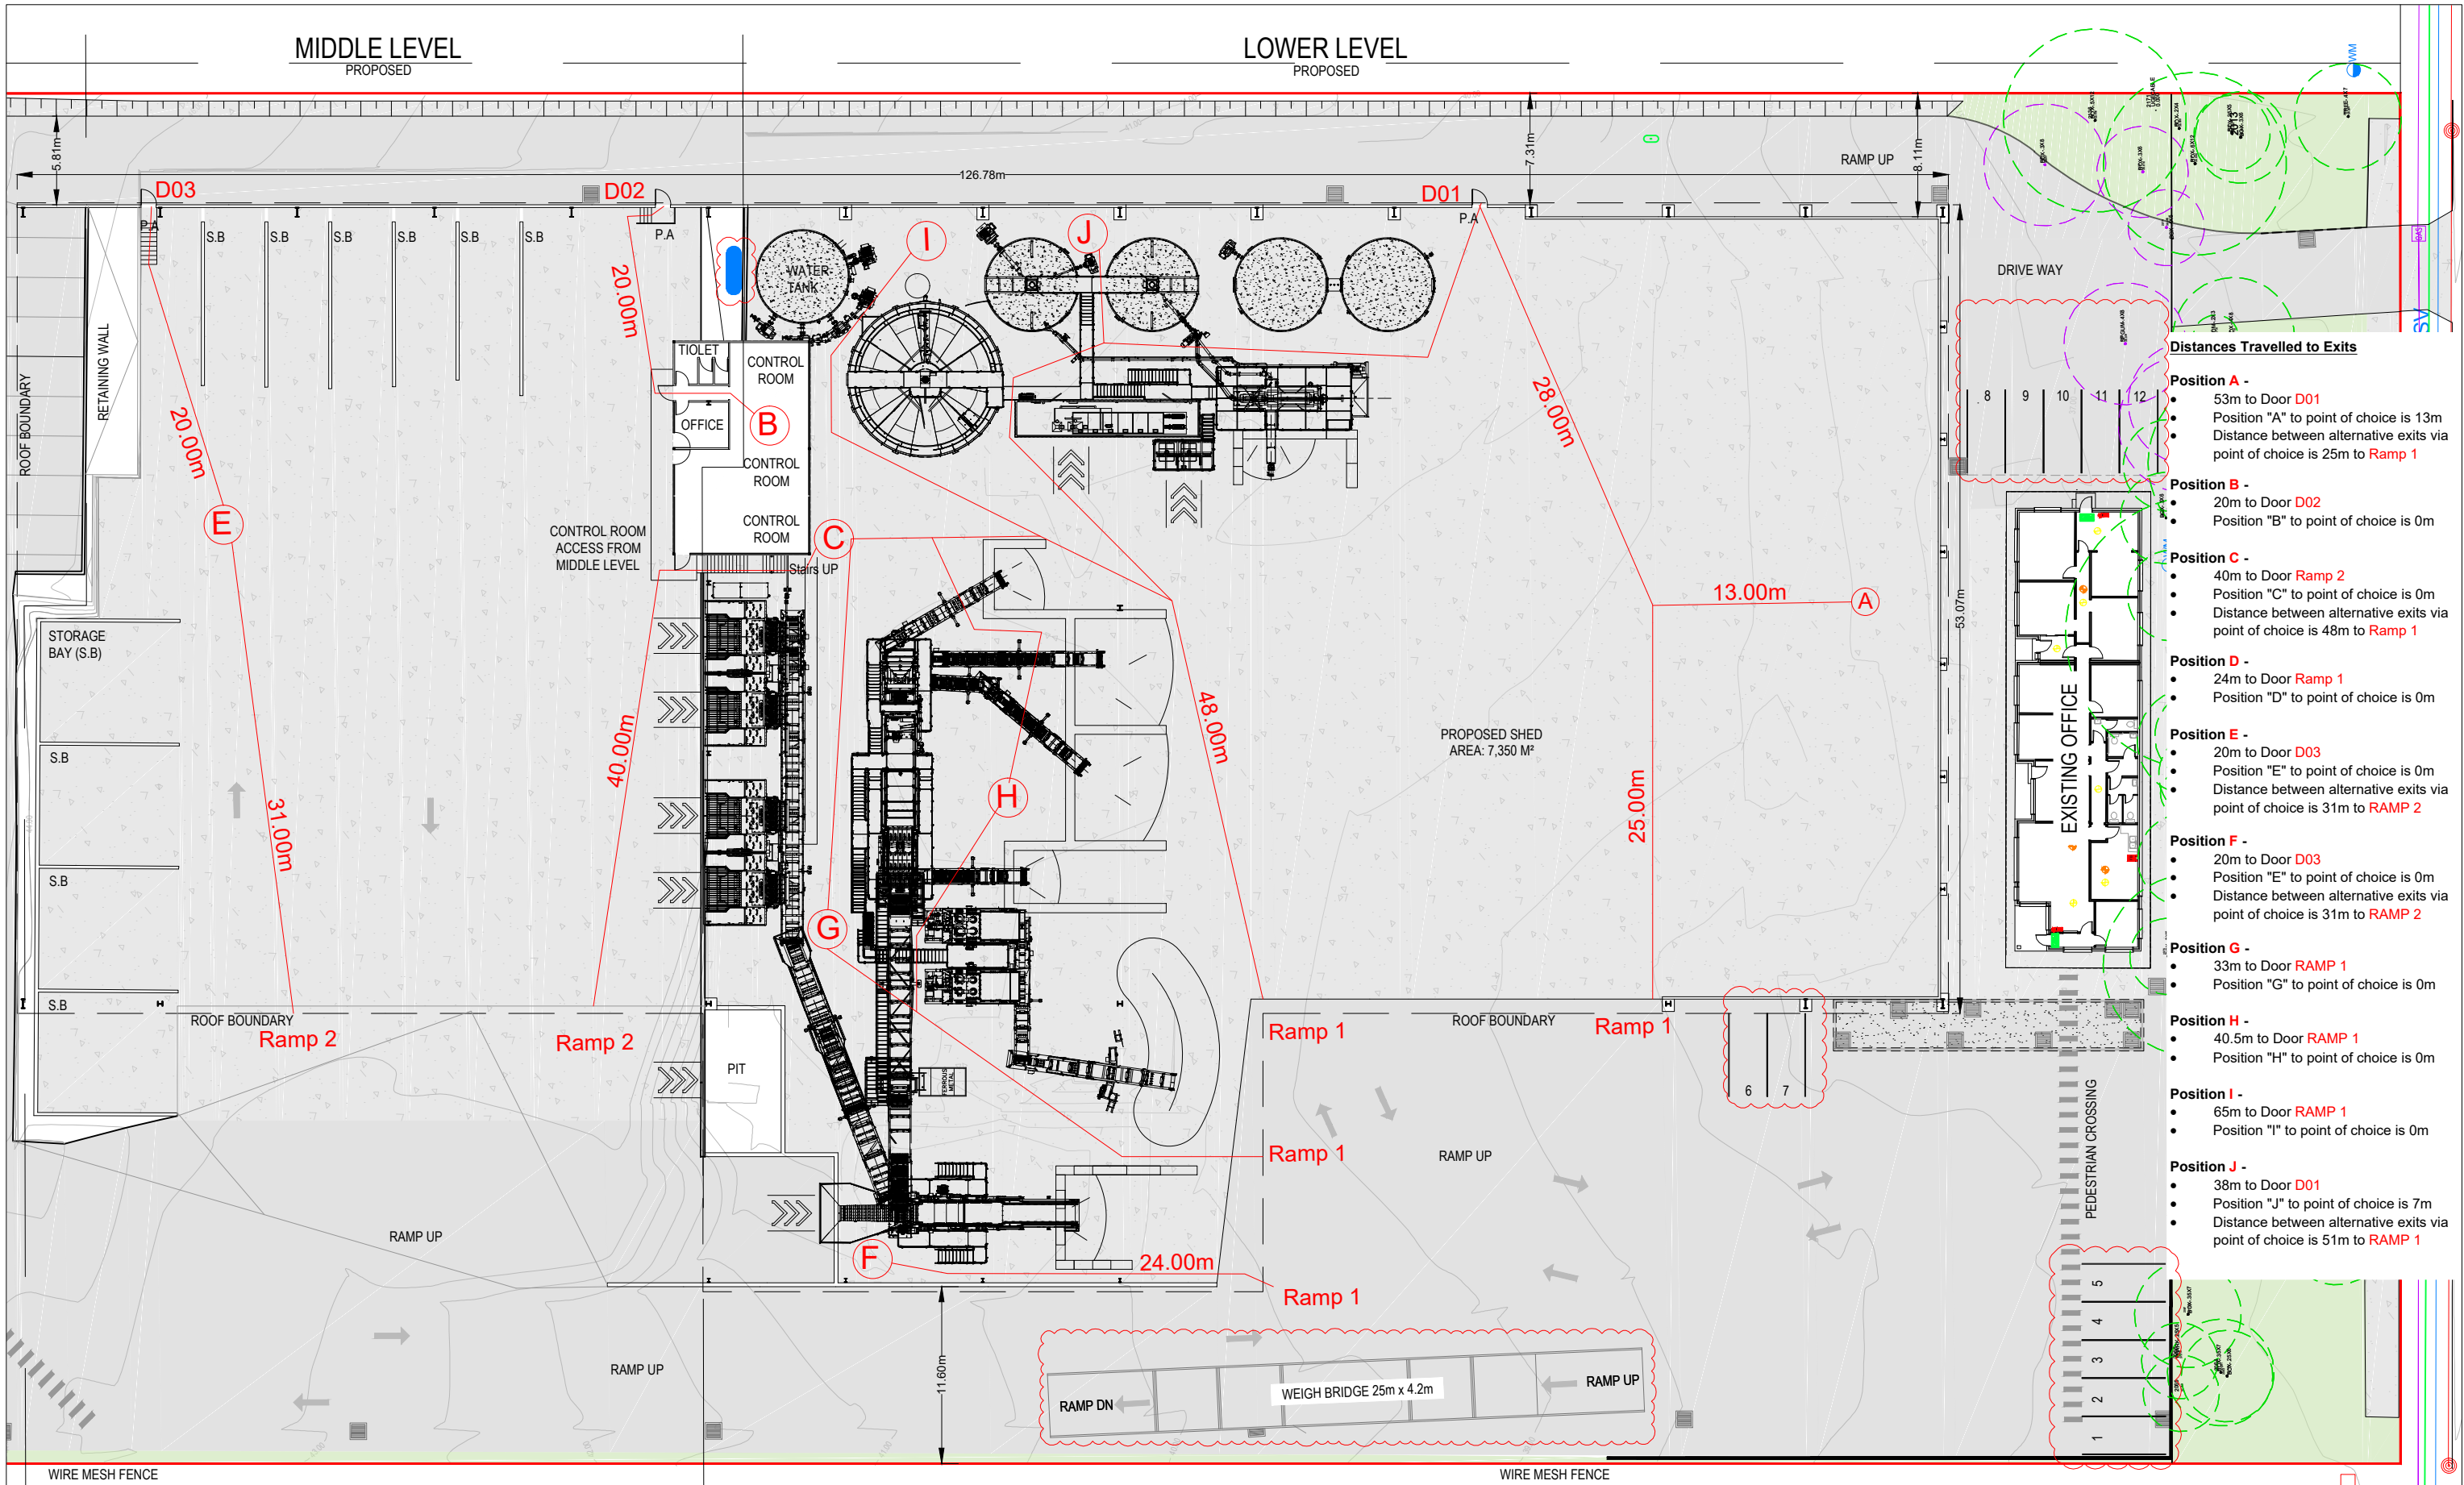 MIDDLE LEVEL
PROPOSED
LOWER LEVEL
PROPOSED
WM
5.81m
126.78m
7.31m
8.11m
RAMP UP
D03
D02
D01
P.A
P.A
P.A
S.B
S.B
S.B
S.B
S.B
S.B
I
J
WATER
TANK
DRIVE WAY
GAS
SV
RETAINING WALL
ROOF BOUNDARY
20.00m
20.00m
TIOLET
CONTROL
ROOM
OFFICE
B
CONTROL
ROOM
CONTROL
ROOM
28.00m
8
9
10
11
12
E
CONTROL ROOM
ACCESS FROM
MIDDLE LEVEL
C
Stairs UP
13.00m
A
53.07m
STORAGE
BAY (S.B)
S.B
S.B
S.B
31.00m
40.00m
48.00m
H
G
PROPOSED SHED
AREA: 7,350 M²
25.00m
EXISTING OFFICE
ROOF BOUNDARY
Ramp 2
Ramp 2
PIT
FERROUS
METAL
Ramp 1
ROOF BOUNDARY
Ramp 1
6
7
PEDESTRIAN CROSSING
Ramp 1
RAMP UP
RAMP UP
F
24.00m
Ramp 1
RAMP UP
11.60m
RAMP DN
WEIGH BRIDGE 25m x 4.2m
RAMP UP
5
4
3
2
1
WIRE MESH FENCE
WIRE MESH FENCE
Distances Travelled to Exits
Position A -
• 53m to Door D01
• Position "A" to point of choice is 13m
• Distance between alternative exits via
point of choice is 25m to Ramp 1
Position B -
• 20m to Door D02
• Position "B" to point of choice is 0m
Position C -
• 40m to Door Ramp 2
• Position "C" to point of choice is 0m
• Distance between alternative exits via
point of choice is 48m to Ramp 1
Position D -
• 24m to Door Ramp 1
• Position "D" to point of choice is 0m
Position E -
• 20m to Door D03
• Position "E" to point of choice is 0m
• Distance between alternative exits via
point of choice is 31m to RAMP 2
Position F -
• 20m to Door D03
• Position "E" to point of choice is 0m
• Distance between alternative exits via
point of choice is 31m to RAMP 2
Position G -
• 33m to Door RAMP 1
• Position "G" to point of choice is 0m
Position H -
• 40.5m to Door RAMP 1
• Position "H" to point of choice is 0m
Position I -
• 65m to Door RAMP 1
• Position "I" to point of choice is 0m
Position J -
• 38m to Door D01
• Position "J" to point of choice is 7m
• Distance between alternative exits via
point of choice is 51m to RAMP 1